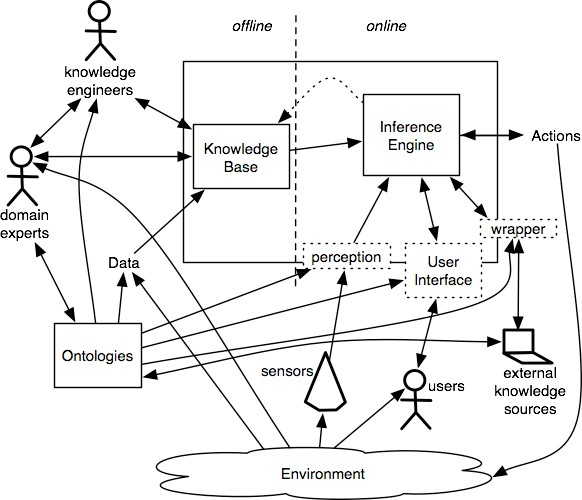 offline
online
knowledge
engineers
Knowledge
Base
Inference
Engine
Actions
domain
experts
wrapper
Data
perception
User
Interface
Ontologies
sensors
users
external
knowledge
sources
Environment